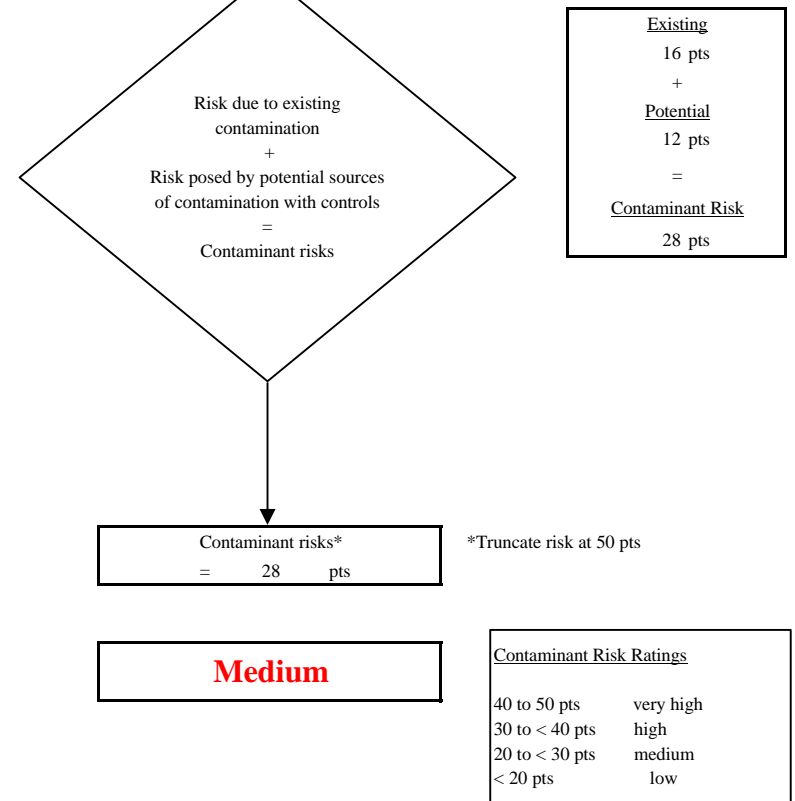 Risk due to existing
contamination
+
Risk posed by potential sources
of contamination with controls
=
Contaminant risks
Existing
16 pts
+
Potential
12 pts
=
Contaminant Risk
28 pts
Contaminant risks*
= 28 pts
*Truncate risk at 50 pts
Medium
Contaminant Risk Ratings
40 to 50 pts very high
30 to < 40 pts high
20 to < 30 pts medium
< 20 pts low